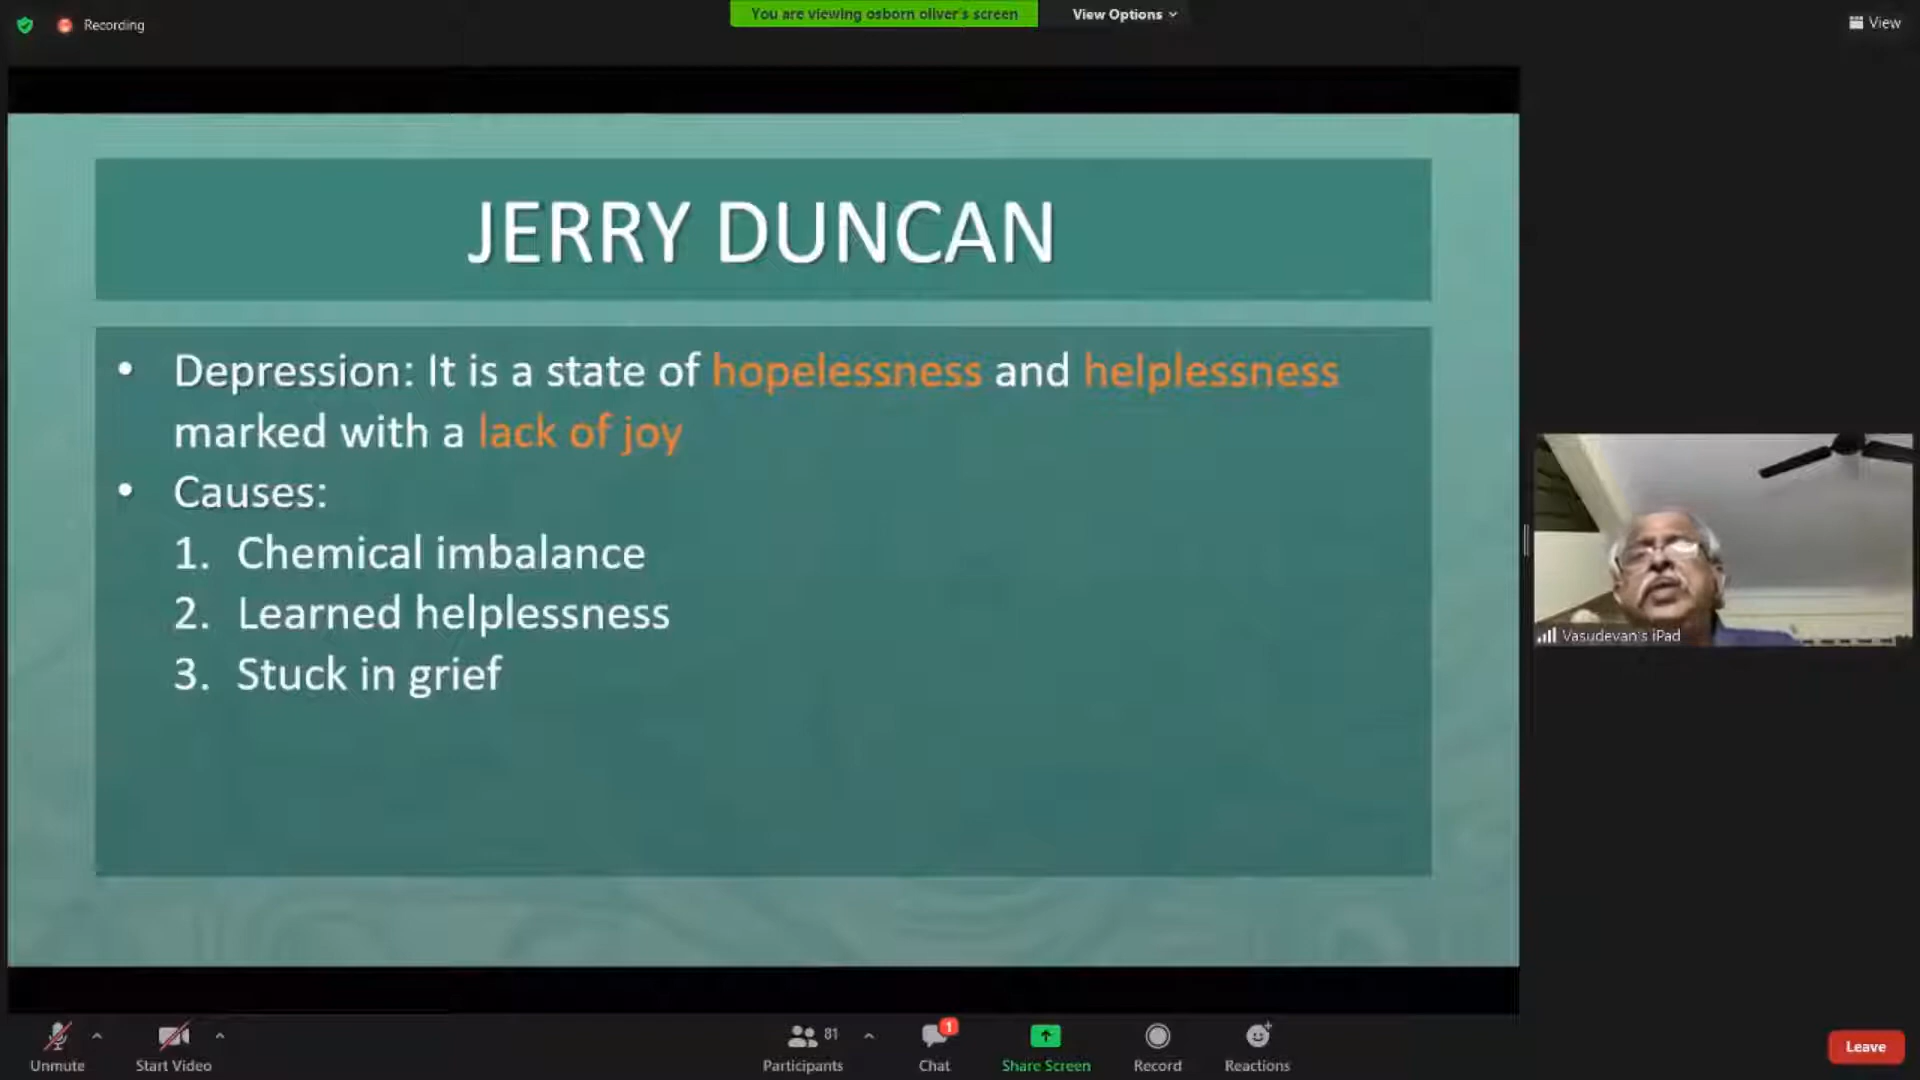 Recording
You are viewing osborn oliver's screen
View Options
View
JERRY DUNCAN
• Depression: It is a state of hopelessness and helplessness
marked with a lack of joy
• Causes:
1. Chemical imbalance
2. Learned helplessness
3. Stuck in grief
Vasudevan's iPad
Unmute
Start Video
81
Participants
1
Chat
Share Screen
Record
Reactions
Leave